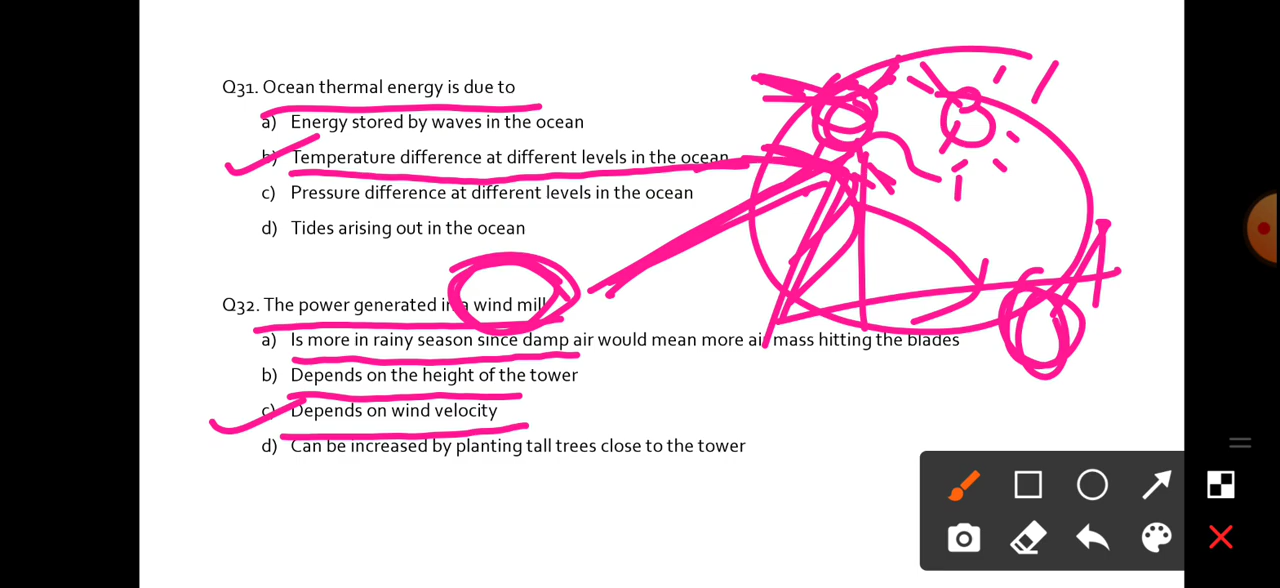 Q31. Ocean thermal energy is due to
a) Energy stored by waves in the ocean
b) Temperature difference at different levels in the ocean
c) Pressure difference at different levels in the ocean
d) Tides arising out in the ocean
Q32. The power generated in a wind mill
a) Is more in rainy season since damp air would mean more air mass hitting the blades
b) Depends on the height of the tower
c) Depends on wind velocity
d) Can be increased by planting tall trees close to the tower